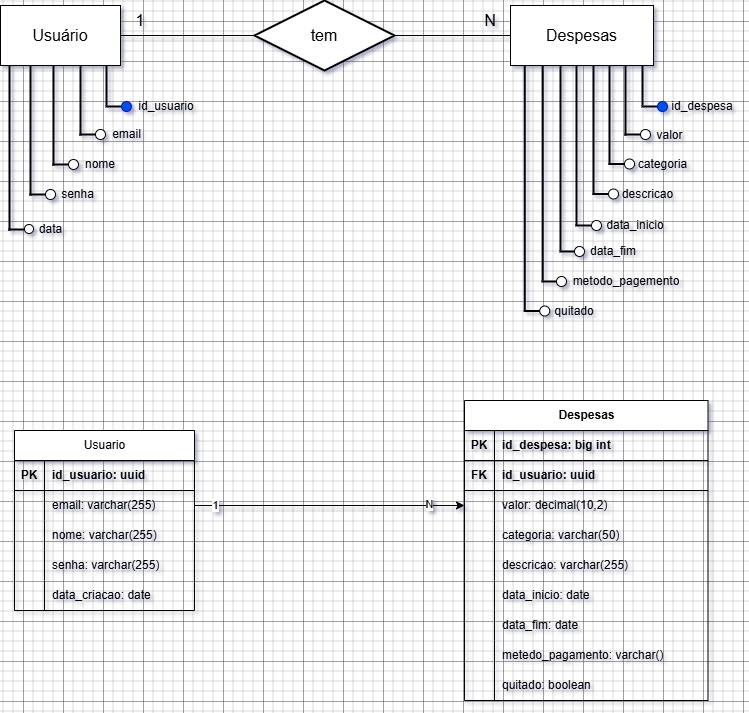 1
N
Usuário
tem
Despesas
id_usuario
email
nome
senha
data
id_despesa
valor
categoria
descricao
data_inicio
data_fim
metodo_pagemento
quitado
Usuario
PK id_usuario: uuid
email: varchar(255)
nome: varchar(255)
senha: varchar(255)
data_criacao: date
1
N
Despesas
PK id_despesa: big int
FK id_usuario: uuid
valor: decimal(10,2)
categoria: varchar(50)
descricao: varchar(255)
data_inicio: date
data_fim: date
metedo_pagamento: varchar()
quitado: boolean